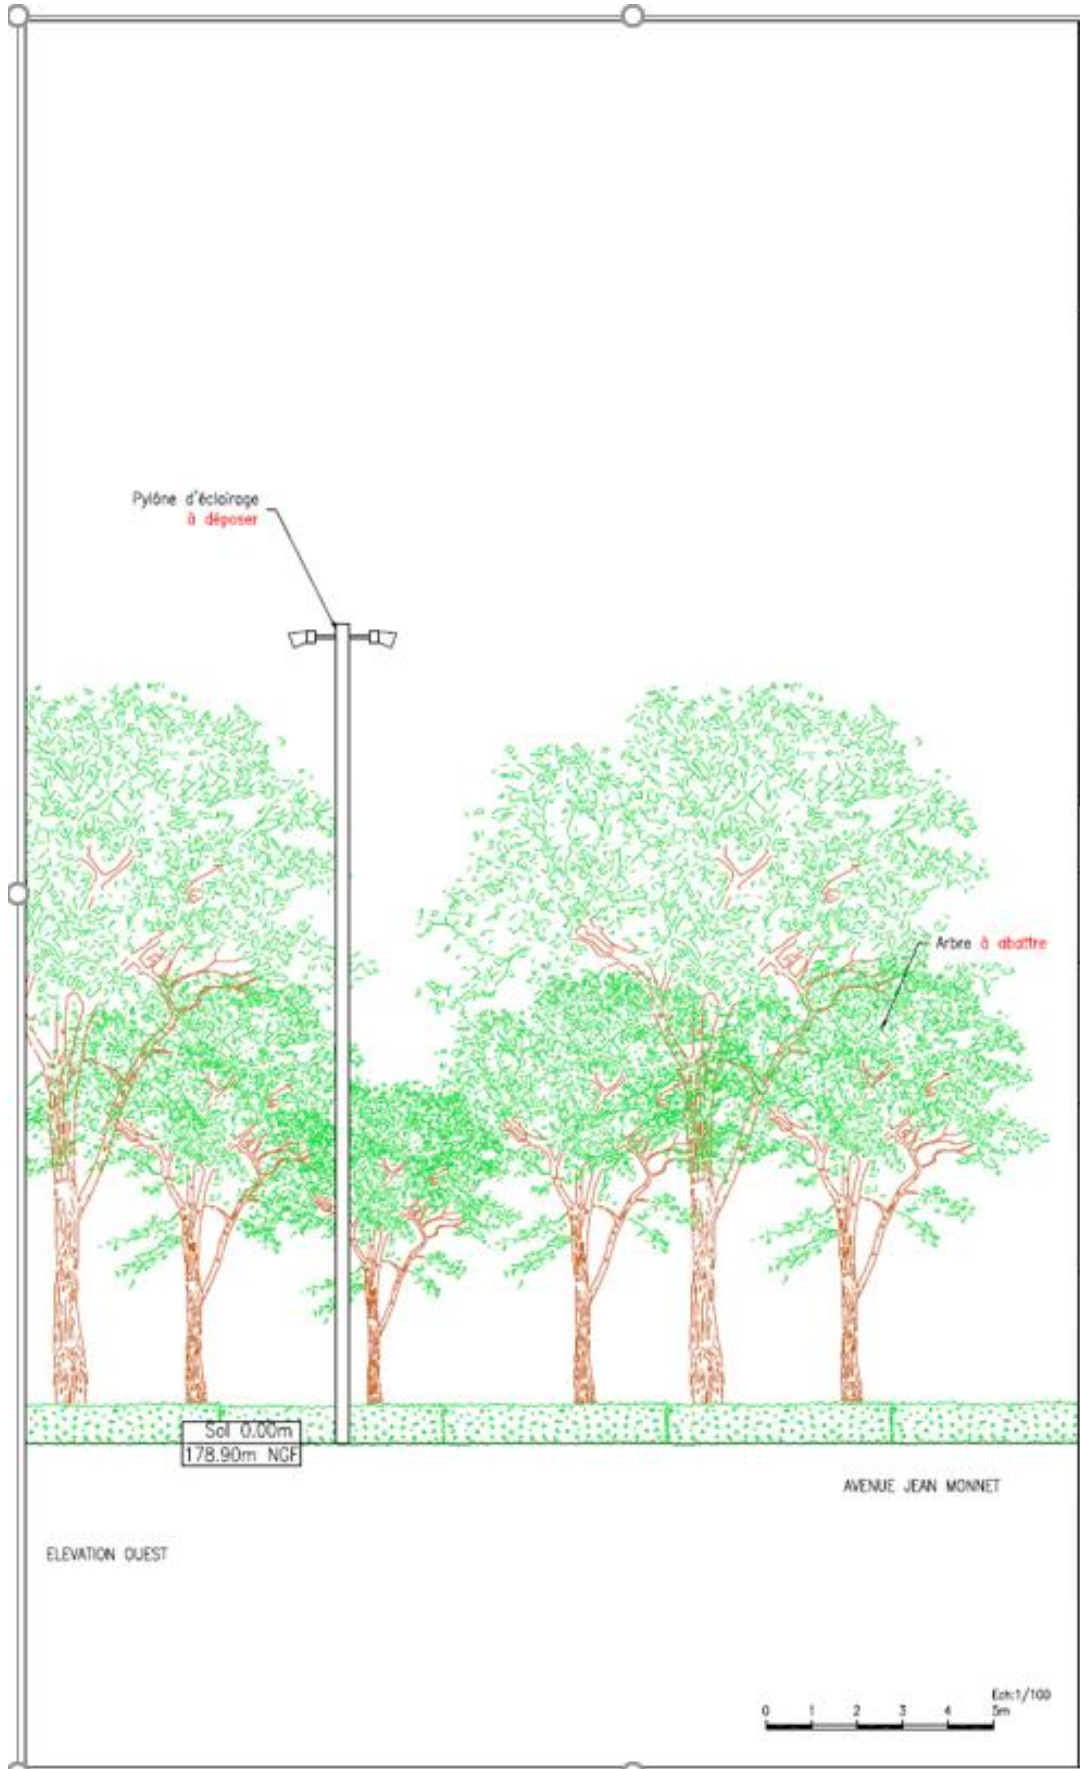 Pylône d'éclairage
à déposer
Arbre à abattre
Sol 0.00m
178.90m NGF
AVENUE JEAN MONNET
ELEVATION OUEST
Ech:1/100
0 1 2 3 4 5m